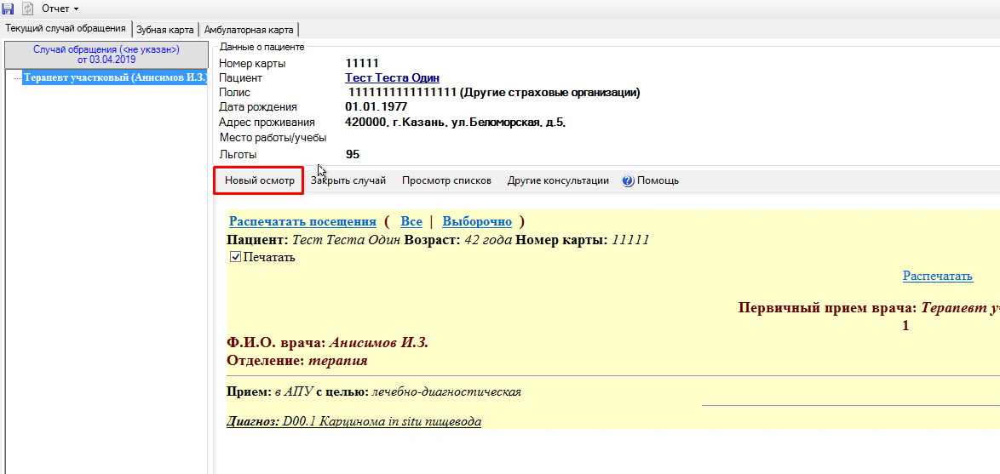 Отчет
Текущий случай обращения
Зубная карта
Амбулаторная карта
Случай обращения (<не указан>)
от 03.04.2019
Терапевт участковый (Анисимов И.З.)
Данные о пациенте
Номер карты 11111
Пациент Тест Теста Один
Полис 1111111111111111 (Другие страховые организации)
Дата рождения 01.01.1977
Адрес проживания 420000, г.Казань, ул.Беломорская, д.5,
Место работы/учебы
Льготы 95
Новый осмотр Закрыть случай Просмотр списков Другие консультации ? Помощь
Распечатать посещения ( Все | Выборочно )
Пациент: Тест Теста Один Возраст: 42 года Номер карты: 11111
Печатать
Распечатать
Первичный прием врача: Терапевт у
1
Ф.И.О. врача: Анисимов И.З.
Отделение: терапия
Прием: в АПУ с целью: лечебно-диагностическая
Диагноз: D00.1 Карцинома in situ пищевода